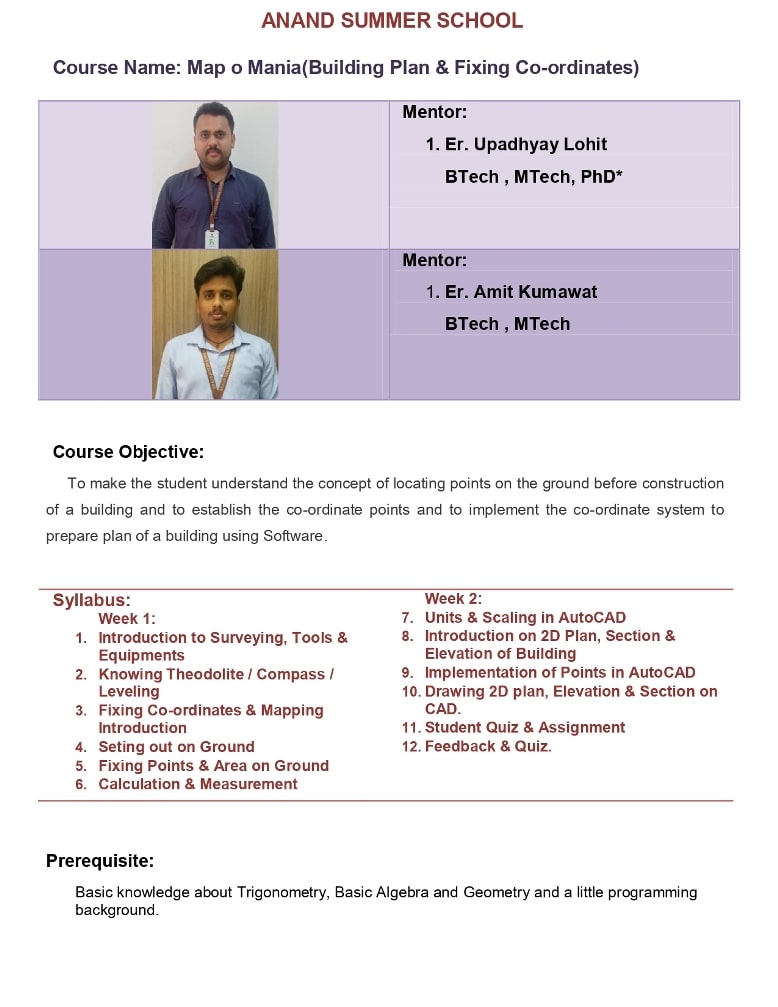 ANAND SUMMER SCHOOL
Course Name: Map o Mania(Building Plan & Fixing Co-ordinates)
Mentor:
1. Er. Upadhyay Lohit
BTech , MTech, PhD*
Mentor:
1. Er. Amit Kumawat
BTech , MTech
Course Objective:
To make the student understand the concept of locating points on the ground before construction
of a building and to establish the co-ordinate points and to implement the co-ordinate system to
prepare plan of a building using Software.
Syllabus:
Week 1:
1. Introduction to Surveying, Tools &
Equipments
2. Knowing Theodolite / Compass /
Leveling
3. Fixing Co-ordinates & Mapping
Introduction
4. Seting out on Ground
5. Fixing Points & Area on Ground
6. Calculation & Measurement
Week 2:
7. Units & Scaling in AutoCAD
8. Introduction on 2D Plan, Section &
Elevation of Building
9. Implementation of Points in AutoCAD
10. Drawing 2D plan, Elevation & Section on
CAD.
11. Student Quiz & Assignment
12. Feedback & Quiz.
Prerequisite:
Basic knowledge about Trigonometry, Basic Algebra and Geometry and a little programming
background.